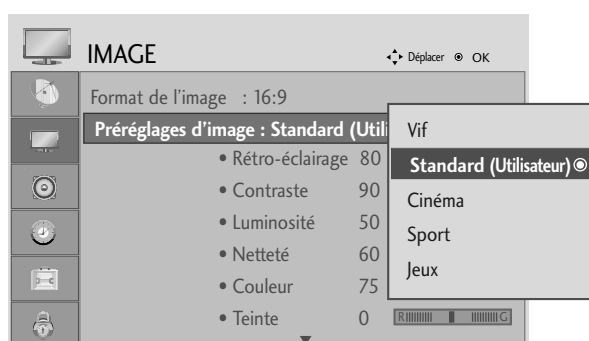 IMAGE
Déplacer OK
Format de l'image : 16:9
Préréglages d'image : Standard (Utili
• Rétro-éclairage 80
• Contraste 90
• Luminosité 50
• Netteté 60
• Couleur 75
• Teinte 0 R G
Vif
Standard (Utilisateur)
Cinéma
Sport
Jeux